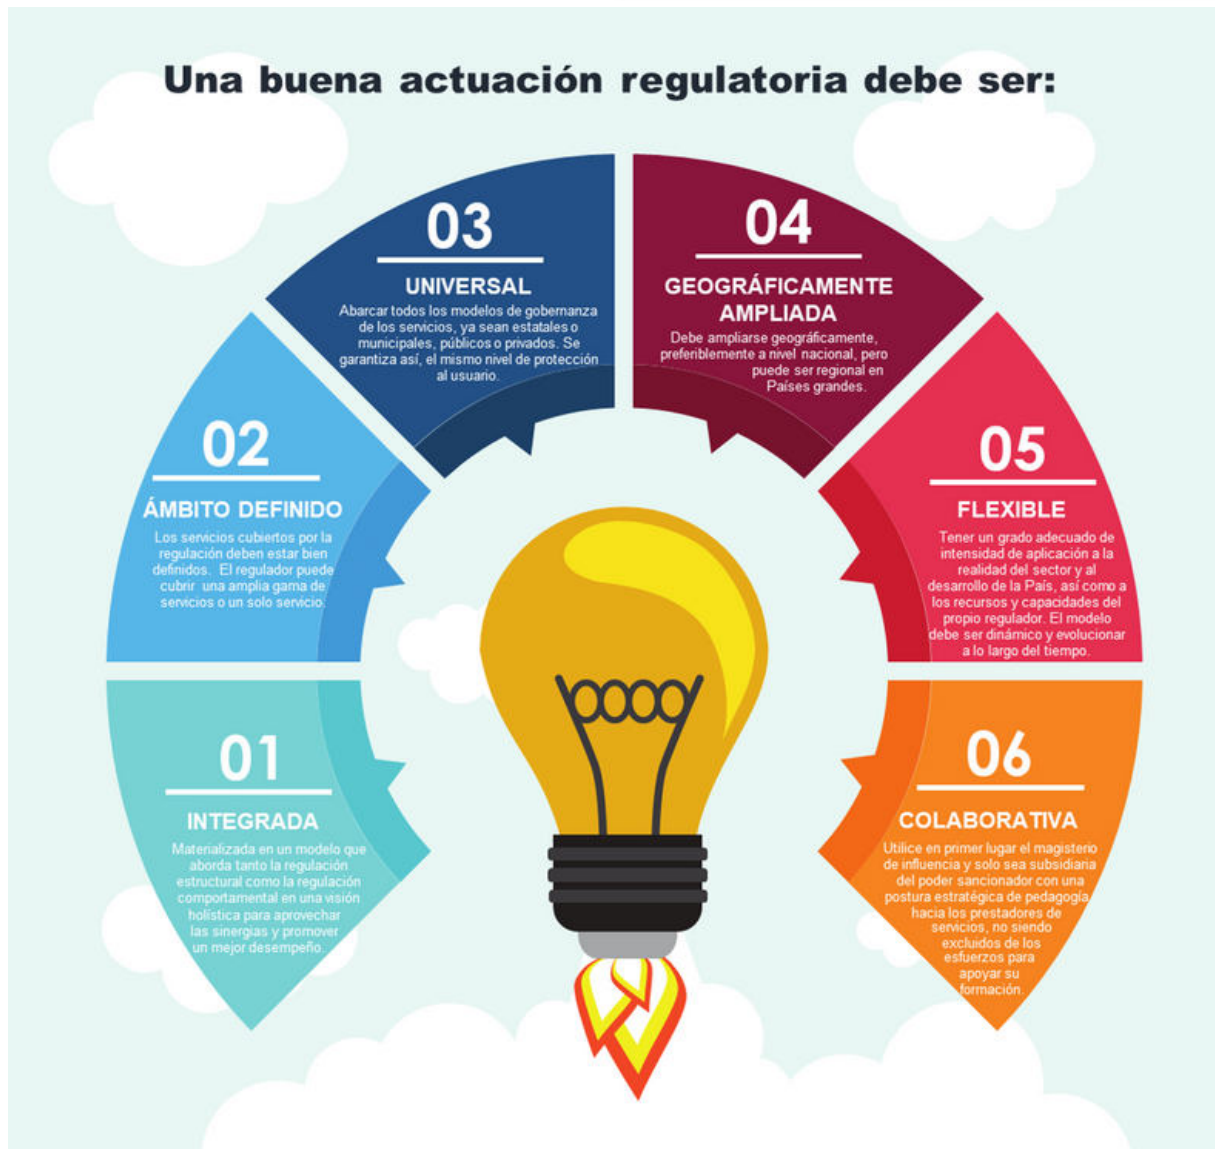 Una buena actuación regulatoria debe ser:
01
INTEGRADA
Materializada en un modelo que
aborda tanto la regulación
estructural como la regulación
comportamental en una visión
holística para aprovechar
las sinergias y promover
un mejor desempeño.
02
ÁMBITO DEFINIDO
Los servicios cubiertos por la
regulación deben estar bien
definidos. El regulador puede
cubrir una amplia gama de
servicios o un solo servicio.
03
UNIVERSAL
Abarcar todos los modelos de gobernanza
de los servicios, ya sean estatales o
municipales, públicos o privados. Se
garantiza así, el mismo nivel de protección
al usuario.
04
GEOGRÁFICAMENTE
AMPLIADA
Debe ampliarse geográficamente,
preferiblemente a nivel nacional, pero
puede ser regional en
Países grandes.
05
FLEXIBLE
Tener un grado adecuado de
intensidad de aplicación a la
realidad del sector y al
desarrollo de la País, así como a
los recursos y capacidades del
propio regulador. El modelo
debe ser dinámico y evolucionar
a lo largo del tiempo.
06
COLABORATIVA
Utilice en primer lugar el magisterio
de influencia y solo sea subsidiaria
del poder sancionador con una
postura estratégica de pedagogía
hacia los prestadores de
servicios, no siendo
excluidos de los
esfuerzos para
apoyar su
formación.